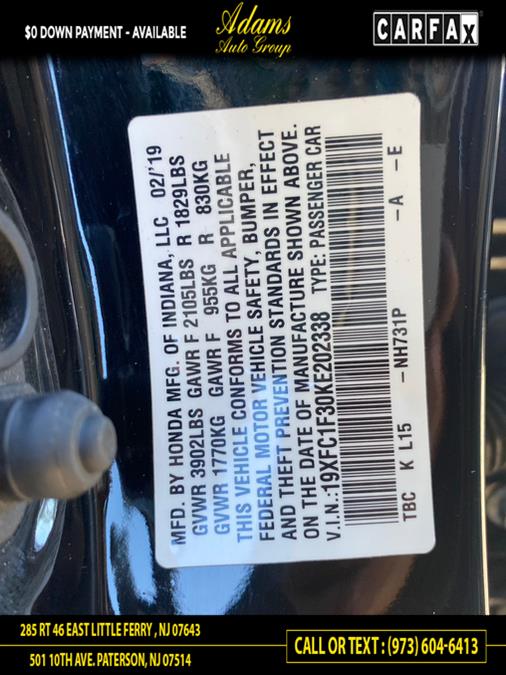 $0 DOWN PAYMENT - AVAILABLE
Adams
Auto Group
CARFAX
MFD. BY HONDA MFG. OF INDIANA, LLC 02/'19
GVWR 3902LBS GAWR F 2105LBS R 1829LBS
GVWR 1770KG GAWR F 955KG R 830KG
THIS VEHICLE CONFORMS TO ALL APPLICABLE
FEDERAL MOTOR VEHICLE SAFETY, BUMPER,
AND THEFT PREVENTION STANDARDS IN EFFECT
ON THE DATE OF MANUFACTURE SHOWN ABOVE.
V.I.N.:19XFC1F30KE202338 TYPE: PASSENGER CAR
TBC K L15 -NH731P -A -E
285 RT 46 EAST LITTLE FERRY , NJ 07643
501 10TH AVE. PATERSON, NJ 07514
CALL OR TEXT : (973) 604-6413